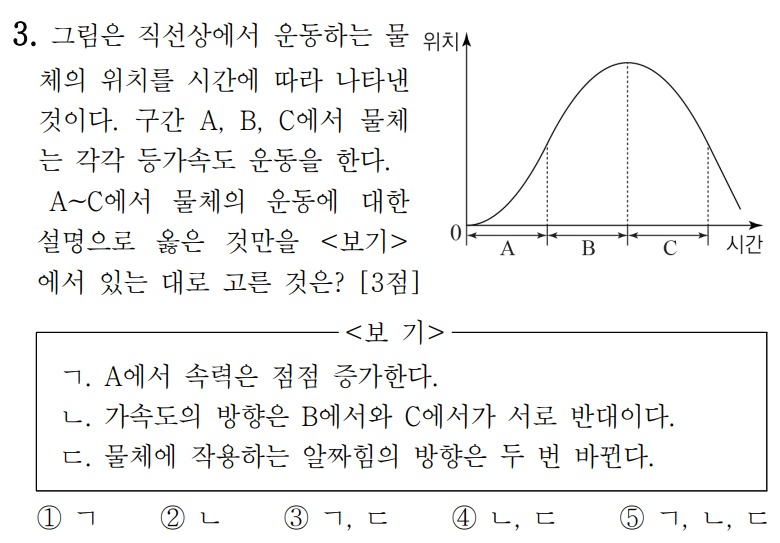 3. 그림은 직선상에서 운동하는 물
체의 위치를 시간에 따라 나타낸
것이다. 구간 A, B, C에서 물체
는 각각 등가속도 운동을 한다.
A~C에서 물체의 운동에 대한
설명으로 옳은 것만을 <보기>
에서 있는 대로 고른 것은? [3점]
위치
0
A
B
C
시간
<보 기>
ㄱ. A에서 속력은 점점 증가한다.
ㄴ. 가속도의 방향은 B에서와 C에서가 서로 반대이다.
ㄷ. 물체에 작용하는 알짜힘의 방향은 두 번 바뀐다.
① ㄱ ② ㄴ ③ ㄱ, ㄷ ④ ㄴ, ㄷ ⑤ ㄱ, ㄴ, ㄷ